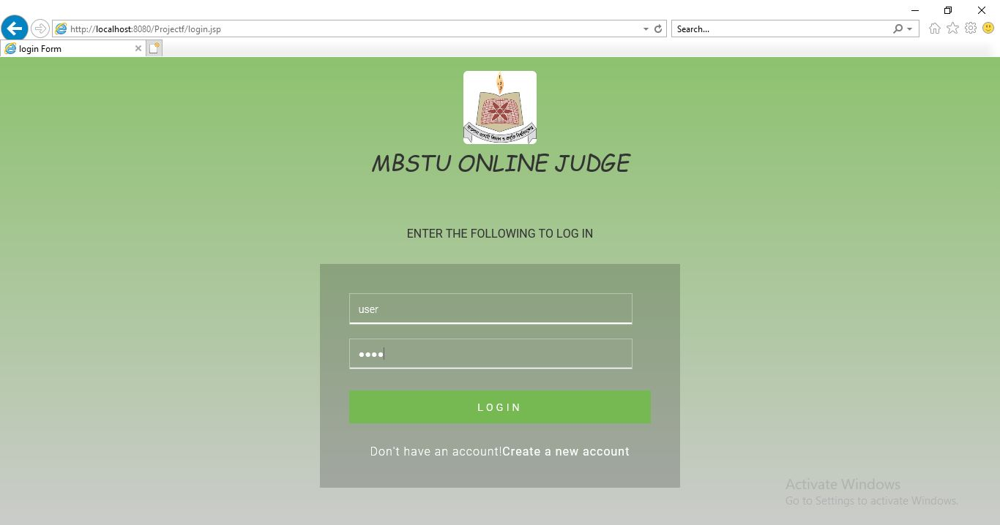 http://localhost:8080/Projectf/login.jsp
Search...
login Form
MBSTU ONLINE JUDGE
ENTER THE FOLLOWING TO LOG IN
user
••••
LOGIN
Don't have an account!Create a new account
Activate Windows
Go to Settings to activate Windows.